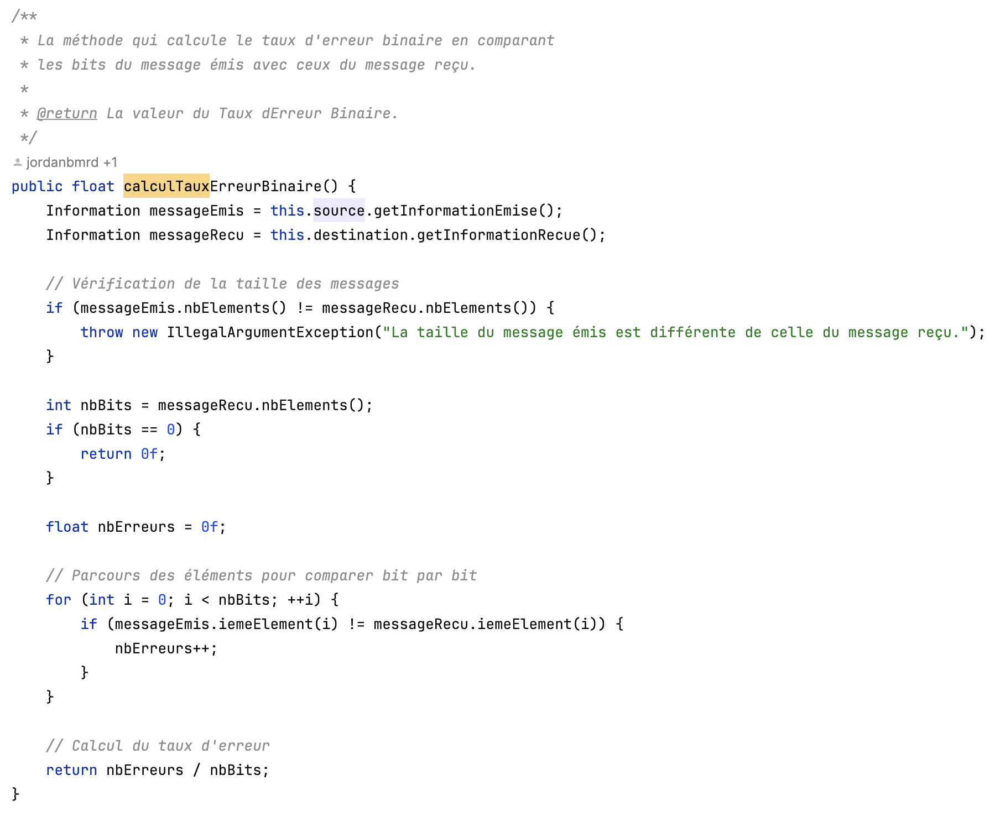 /**
 * La méthode qui calcule le taux d'erreur binaire en comparant
 * les bits du message émis avec ceux du message reçu.
 *
 * @return La valeur du Taux dErreur Binaire.
 */
jordanbmrd +1
public float calculTauxErreurBinaire() {
    Information messageEmis = this.source.getInformationEmise();
    Information messageRecu = this.destination.getInformationRecue();

    // Vérification de la taille des messages
    if (messageEmis.nbElements() != messageRecu.nbElements()) {
        throw new IllegalArgumentException("La taille du message émis est différente de celle du message reçu.");
    }

    int nbBits = messageRecu.nbElements();
    if (nbBits == 0) {
        return 0f;
    }

    float nbErreurs = 0f;

    // Parcours des éléments pour comparer bit par bit
    for (int i = 0; i < nbBits; ++i) {
        if (messageEmis.iemeElement(i) != messageRecu.iemeElement(i)) {
            nbErreurs++;
        }
    }

    // Calcul du taux d'erreur
    return nbErreurs / nbBits;
}